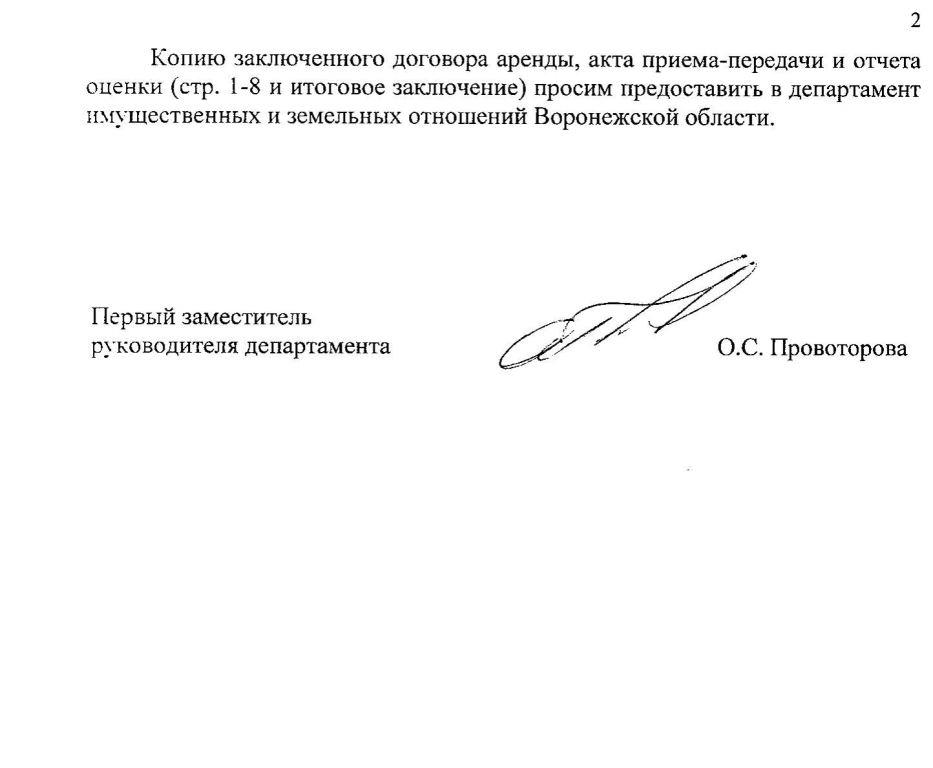 2
Копию заключенного договора аренды, акта приема-передачи и отчета
оценки (стр. 1-8 и итоговое заключение) просим предоставить в департамент
имущественных и земельных отношений Воронежской области.
Первый заместитель
руководителя департамента
О.С. Провоторова